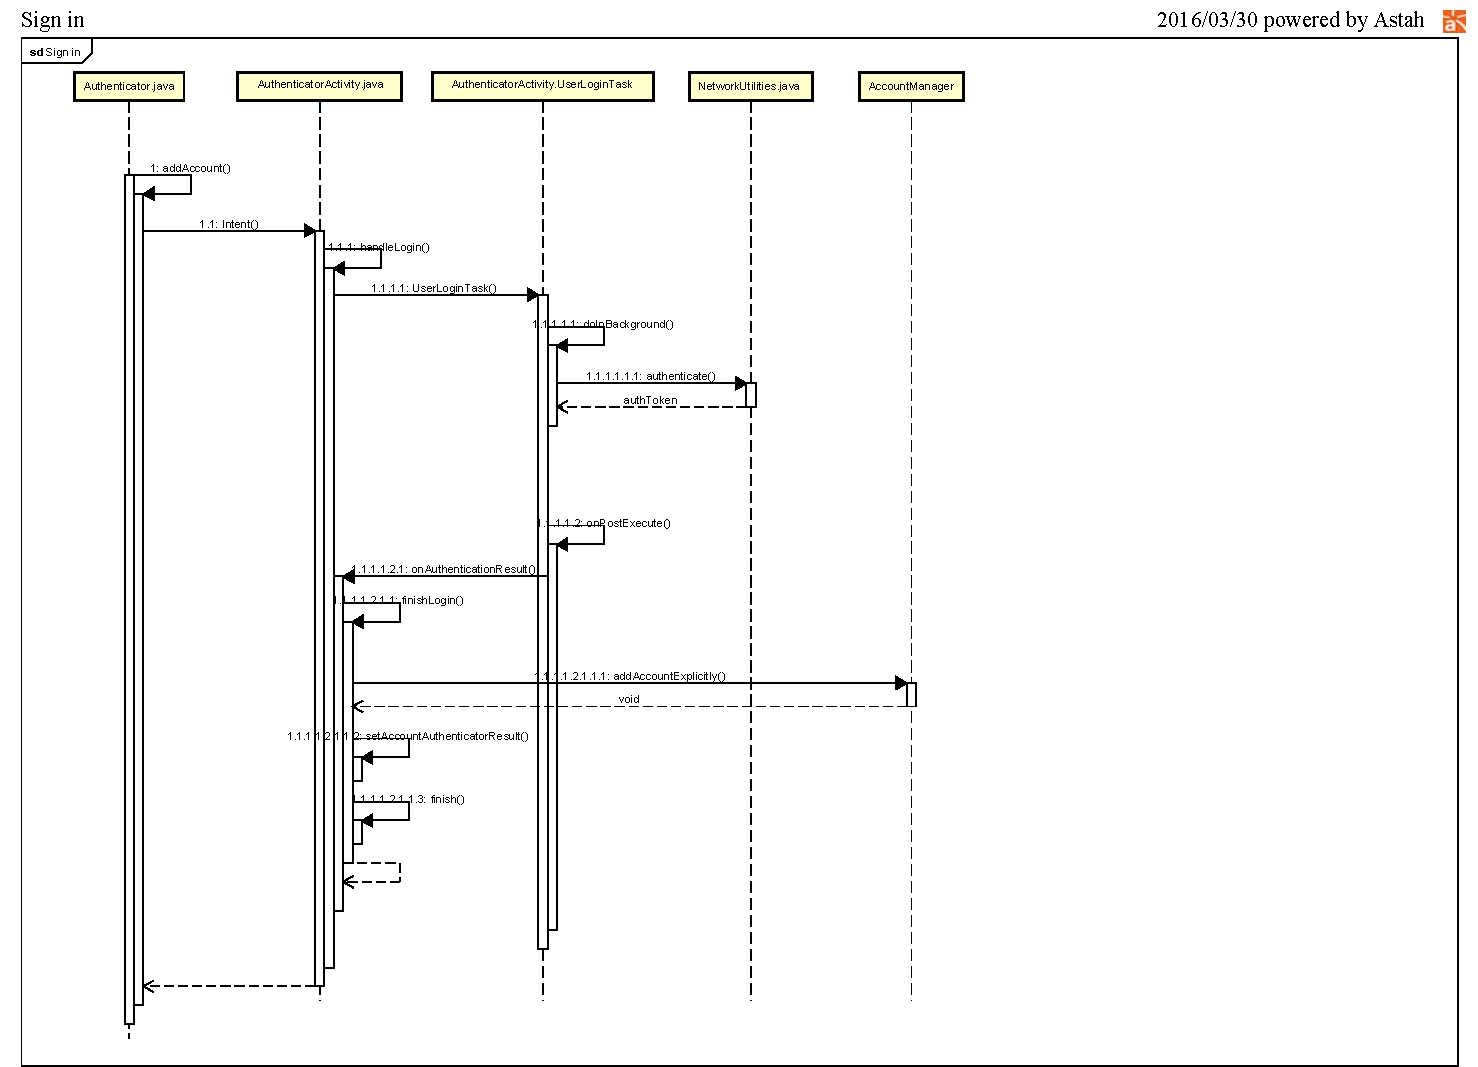 Sign in
2016/03/30 powered by Astah
sd Sign in
Authenticator.java
AuthenticatorActivity.java
AuthenticatorActivity.UserLoginTask
NetworkUtilities.java
AccountManager
1: addAccount()
1.1: Intent()
1.1.1: handleLogin()
1.1.1.1: UserLoginTask()
1.1.1.1.1: doInBackground()
1.1.1.1.1.1: authenticate()
authToken
1.1.1.1.2: onPostExecute()
1.1.1.1.2.1: onAuthenticationResult()
1.1.1.1.2.1.1: finishLogin()
1.1.1.1.2.1.1.1: addAccountExplicitly()
void
1.1.1.1.2.1.1.2: setAccountAuthenticatorResult()
1.1.1.1.2.1.1.3: finish()